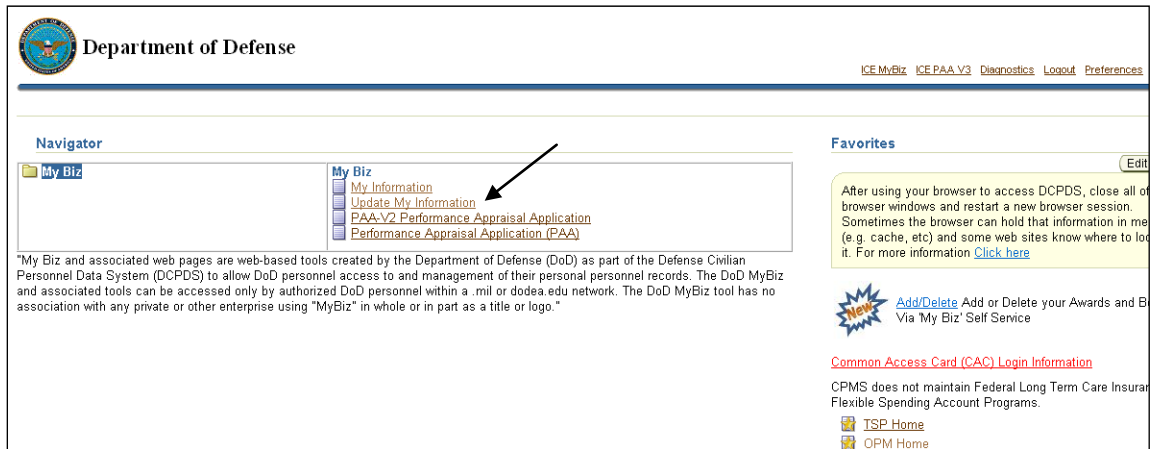 Department of Defense
ICE MyBiz ICE PAA V3 Diagnostics Logout Preferences
Navigator
My Biz
My Biz
My Information
Update My Information
PAA-V2 Performance Appraisal Application
Performance Appraisal Application (PAA)
"My Biz and associated web pages are web-based tools created by the Department of Defense (DoD) as part of the Defense Civilian
Personnel Data System (DCPDS) to allow DoD personnel access to and management of their personal personnel records. The DoD MyBiz
and associated tools can be accessed only by authorized DoD personnel within a .mil or dodea.edu network. The DoD MyBiz tool has no
association with any private or other enterprise using "MyBiz" in whole or in part as a title or logo."
Favorites
Edit
After using your browser to access DCPDS, close all of
browser windows and restart a new browser session.
Sometimes the browser can hold that information in me
(e.g. cache, etc) and some web sites know where to loo
it. For more information Click here
New
Add/Delete Add or Delete your Awards and B
Via 'My Biz' Self Service
Common Access Card (CAC) Login Information
CPMS does not maintain Federal Long Term Care Insuran
Flexible Spending Account Programs.
TSP Home
OPM Home